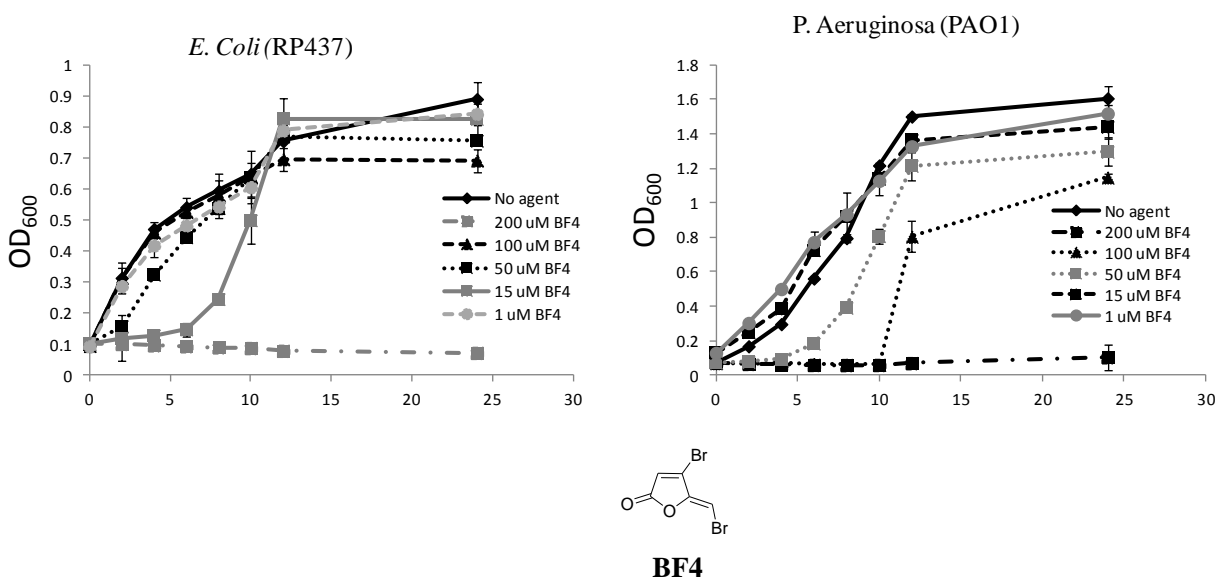 E. Coli (RP437)
1
0.9
0.8
0.7
0.6
0.5
0.4
0.3
0.2
0.1
0
OD600
0
5
10
15
20
25
30
No agent
200 uM BF4
100 uM BF4
50 uM BF4
15 uM BF4
1 uM BF4
P. Aeruginosa (PAO1)
1.8
1.6
1.4
1.2
1
0.8
0.6
0.4
0.2
0
OD600
0
5
10
15
20
25
30
No agent
200 uM BF4
100 uM BF4
50 uM BF4
15 uM BF4
1 uM BF4
Br
O
O
Br
BF4